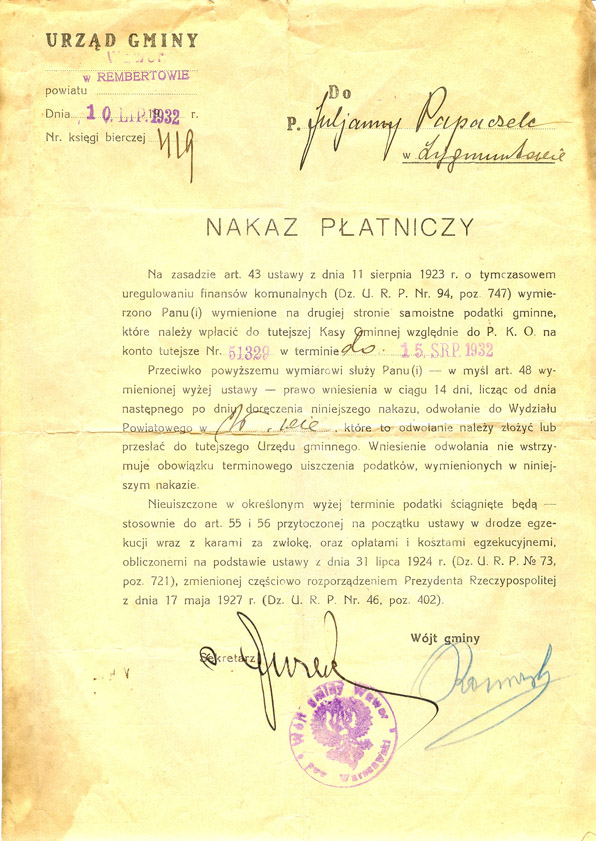 URZĄD GMINY
Wawer
w REMBERTOWIE
powiatu
Dnia 10. LIP. 1932 r.
Nr. księgi bierczej 419
Do
P. Juljanny Papaczek
w Zygmuntowie
NAKAZ PŁATNICZY
Na zasadzie art. 43 ustawy z dnia 11 sierpnia 1923 r. o tymczasowem
uregulowaniu finansów komunalnych (Dz. U. R. P. Nr. 94, poz. 747) wymie-
rzono Panu(i) wymienione na drugiej stronie samoistne podatki gminne,
które należy wpłacić do tutejszej Kasy Gminnej względnie do P. K. O. na
konto tutejsze Nr. 51329 w terminie do 15 SRP. 1932
Przeciwko powyższemu wymiarowi służy Panu(i) — w myśl art. 48 wy-
mienionej wyżej ustawy — prawo wniesienia w ciągu 14 dni, licząc od dnia
następnego po dniu doręczenia niniejszego nakazu, odwołanie do Wydziału
Powiatowego w , które to odwołanie należy złożyć lub
przesłać do tutejszego Urzędu gminnego. Wniesienie odwołania nie wstrzy-
muje obowiązku terminowego uiszczenia podatków, wymienionych w niniej-
szym nakazie.
Nieuiszczone w określonym wyżej terminie podatki ściągnięte będą —
stosownie do art. 55 i 56 przytoczonej na początku ustawy w drodze egze-
kucji wraz z karami za zwłokę, oraz opłatami i kosztami egzekucyjnemi,
obliczonemi na podstawie ustawy z dnia 31 lipca 1924 r. (Dz. U. R. P. № 73,
poz. 721), zmienionej częściowo rozporządzeniem Prezydenta Rzeczypospolitej
z dnia 17 maja 1927 r. (Dz. U. R. P. Nr. 46, poz. 402).
Wójt gminy
Sekretarz
Wójt gminy Wawer
pow Warszawski